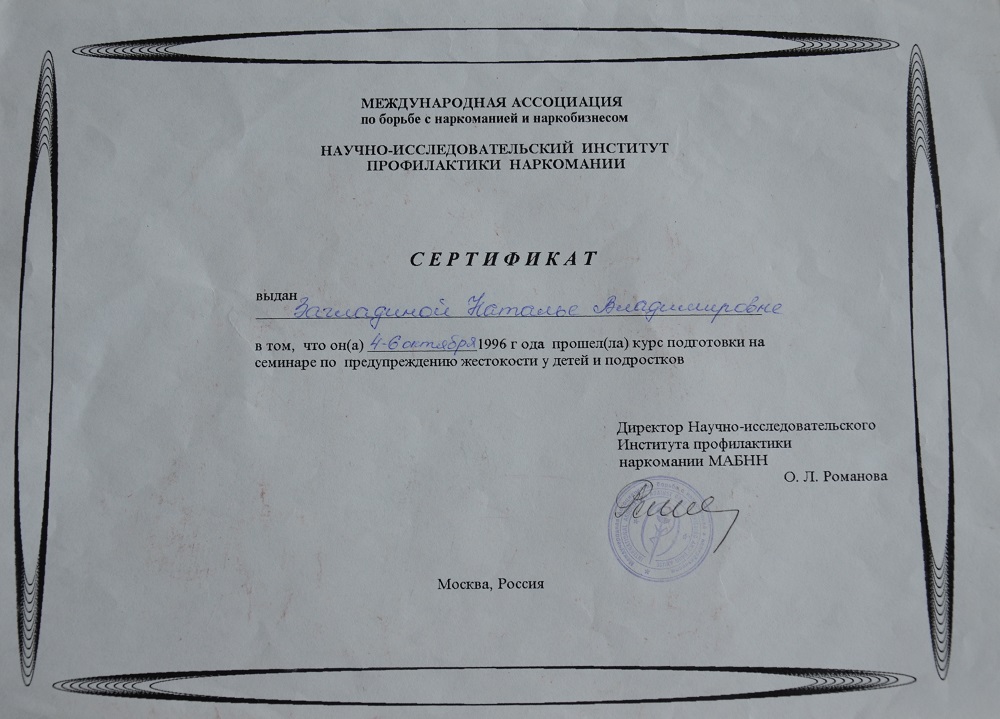 МЕЖДУНАРОДНАЯ АССОЦИАЦИЯ
по борьбе с наркоманией и наркобизнесом
НАУЧНО-ИССЛЕДОВАТЕЛЬСКИЙ ИНСТИТУТ
ПРОФИЛАКТИКИ НАРКОМАНИИ
СЕРТИФИКАТ
выдан Наталье Владимировне
в том, что он(а) 4-6 октября 1996 г ода прошел(ла) курс подготовки на
семинаре по предупреждению жестокости у детей и подростков
Директор Научно-исследовательского
Института профилактики
наркомании МАБНН
О. Л. Романова
Москва, Россия